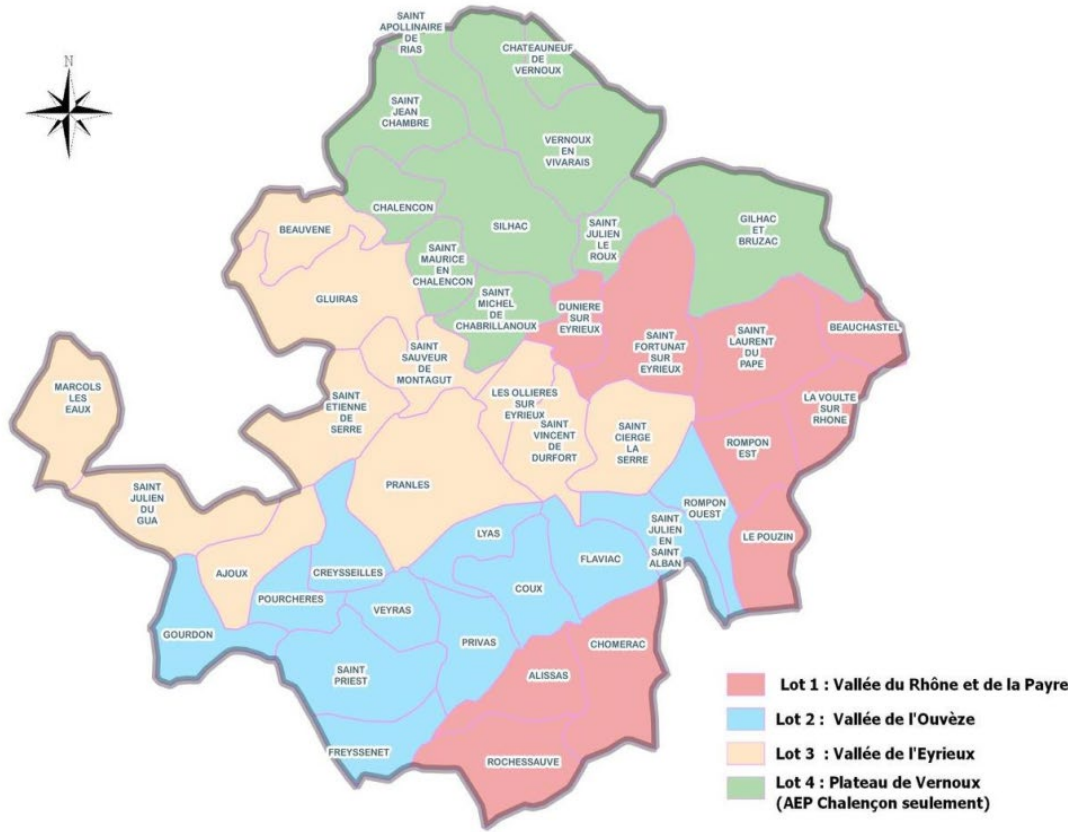 N
SAINT
APOLLINAIRE
DE
RIAS
CHATEAUNEUF
DE
VERNOUX
SAINT
JEAN
CHAMBRE
VERNOUX
EN
VIVARAIS
CHALENCON
SILHAC
SAINT
JULIEN
LE
ROUX
GILHAC
ET
BRUZAC
BEAUVENE
SAINT
MAURICE
EN
CHALENCON
GLUIRAS
SAINT
MICHEL
DE
CHABRILLANOUX
DUNIERE
SUR
EYRIEUX
SAINT
FORTUNAT
SUR
EYRIEUX
SAINT
LAURENT
DU
PAPE
BEAUCHASTEL
SAINT
SAUVEUR
DE
MONTAGUT
MARCOLS
LES
EAUX
SAINT
ETIENNE
DE
SERRE
LES OLLIERES
SUR
EYRIEUX
SAINT
VINCENT
DE
DURFORT
SAINT
CIERGE
LA
SERRE
LA VOULTE
SUR
RHONE
ROMPON
EST
PRANLES
SAINT
JULIEN
DU
GUA
ROMPON
OUEST
LE POUZIN
LYAS
SAINT
JULIEN
EN
SAINT
ALBAN
FLAVIAC
AJOUX
CREYSSEILLES
POURCHERES
VEYRAS
COUX
GOURDON
PRIVAS
CHOMERAC
SAINT
PRIEST
ALISSAS
FREYSSENET
ROCHESSAUVE
Lot 1 : Vallée du Rhône et de la Payre
Lot 2 : Vallée de l'Ouvèze
Lot 3 : Vallée de l'Eyrieux
Lot 4 : Plateau de Vernoux
(AEP Chalençon seulement)